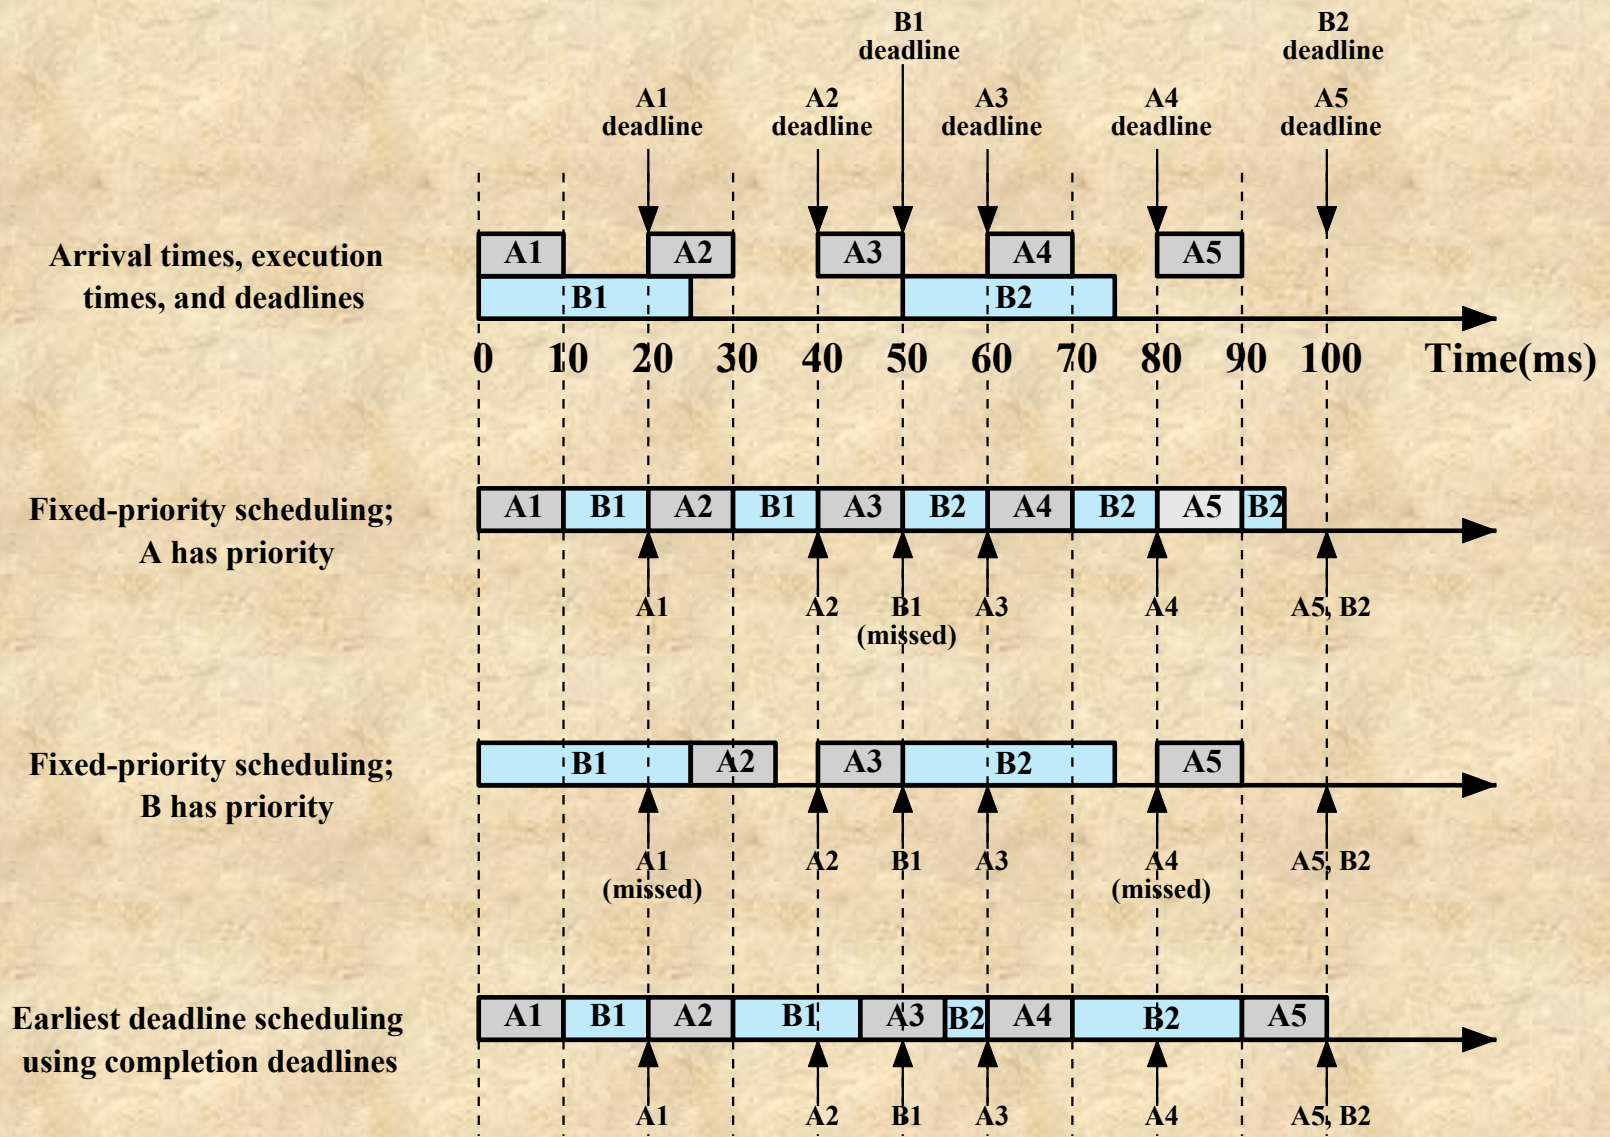 B1
deadline
B2
deadline
A1
deadline
A2
deadline
A3
deadline
A4
deadline
A5
deadline
Arrival times, execution
times, and deadlines
A1 A2 A3 A4 A5
B1 B2
0 10 20 30 40 50 60 70 80 90 100 Time(ms)
Fixed-priority scheduling;
A has priority
A1 B1 A2 B1 A3 B2 A4 B2 A5 B2
A1 A2 B1 A3 A4 A5, B2
(missed)
Fixed-priority scheduling;
B has priority
B1 A2 A3 B2 A5
A1 A2 B1 A3 A4 A5, B2
(missed) (missed)
Earliest deadline scheduling
using completion deadlines
A1 B1 A2 B1 A3 B2 A4 B2 A5
A1 A2 B1 A3 A4 A5, B2